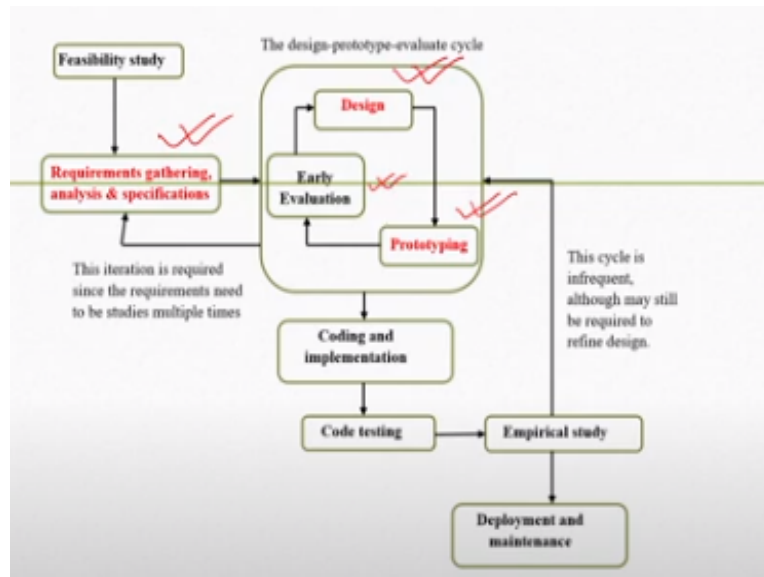 The design-prototype-evaluate cycle
Feasibility study
Design
Requirements gathering,
analysis & specifications
Early
Evaluation
Prototyping
This iteration is required
since the requirements need
to be studies multiple times
This cycle is
infrequent,
although may still
be required to
refine design.
Coding and
implementation
Code testing
Empirical study
Deployment and
maintenance